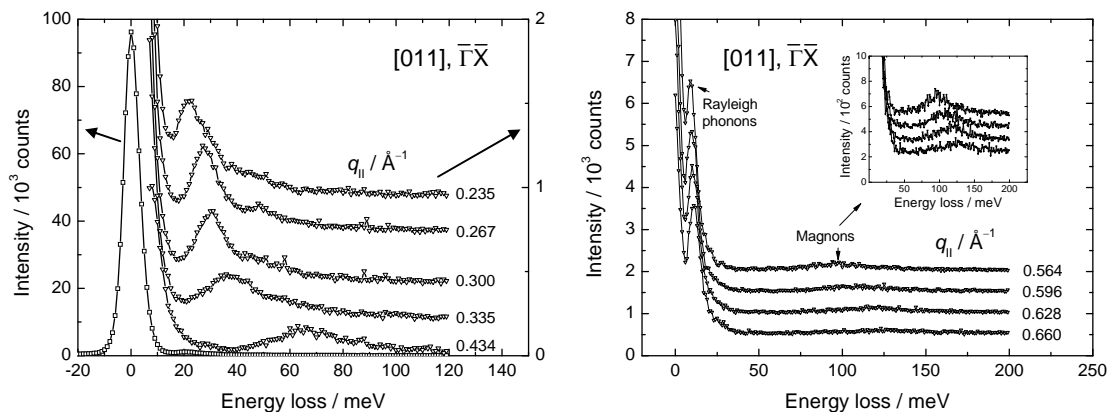 [011], Γ̅X̅
q|| / Å⁻¹
0.235
0.267
0.300
0.335
0.434
100
80
60
40
20
0
2
1
0
-20 0 20 40 60 80 100 120 140
Intensity / 10³ counts
Energy loss / meV
[011], Γ̅X̅
Rayleigh
phonons
Magnons
q|| / Å⁻¹
0.564
0.596
0.628
0.660
8
7
6
5
4
3
2
1
0
0 50 100 150 200 250
Intensity / 10³ counts
Energy loss / meV
10
8
6
4
2
0
50 100 150 200
Intensity / 10² counts
Energy loss / meV